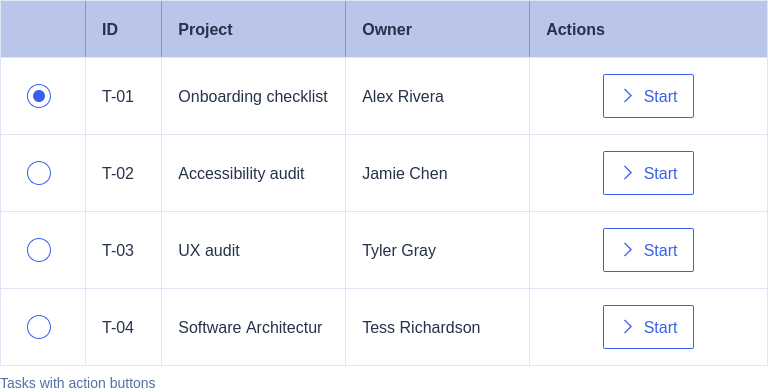 ID Project Owner Actions
T-01 Onboarding checklist Alex Rivera Start
T-02 Accessibility audit Jamie Chen Start
T-03 UX audit Tyler Gray Start
T-04 Software Architectur Tess Richardson Start
Tasks with action buttons